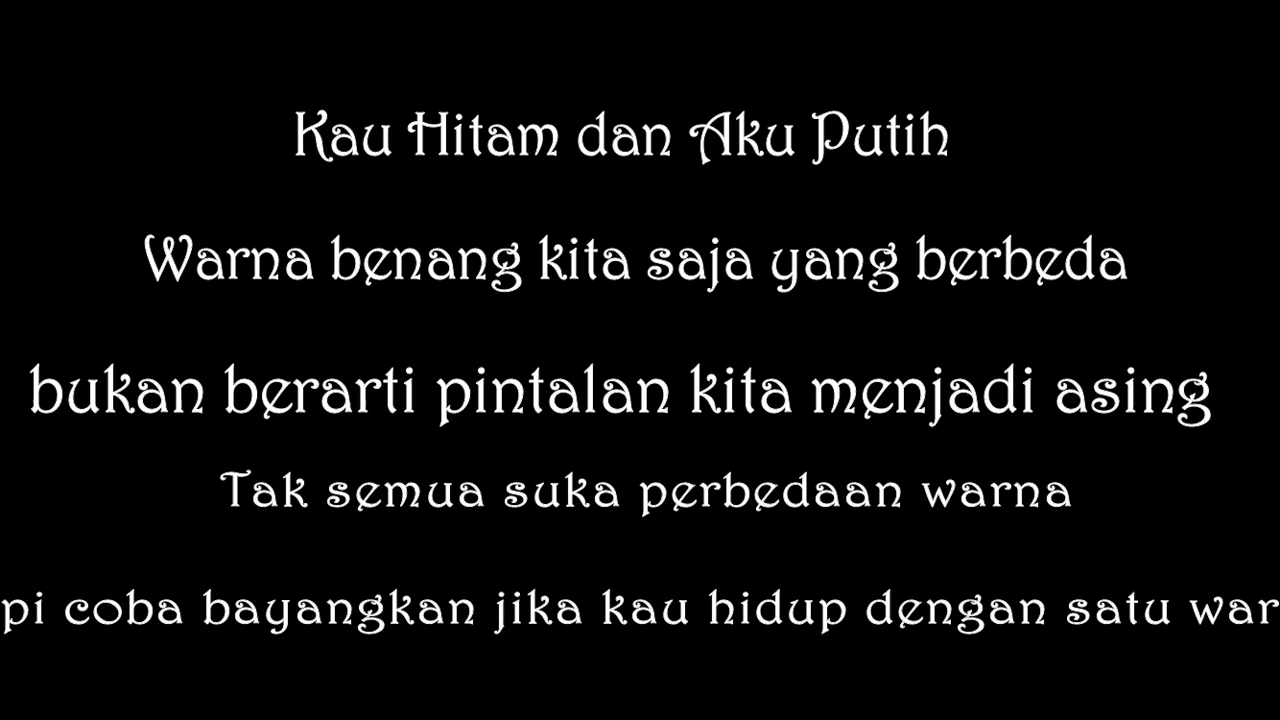 Kau Hitam dan Aku Putih
Warna benang kita saja yang berbeda
bukan berarti pintalan kita menjadi asing
Tak semua suka perbedaan warna
pi coba bayangkan jika kau hidup dengan satu war